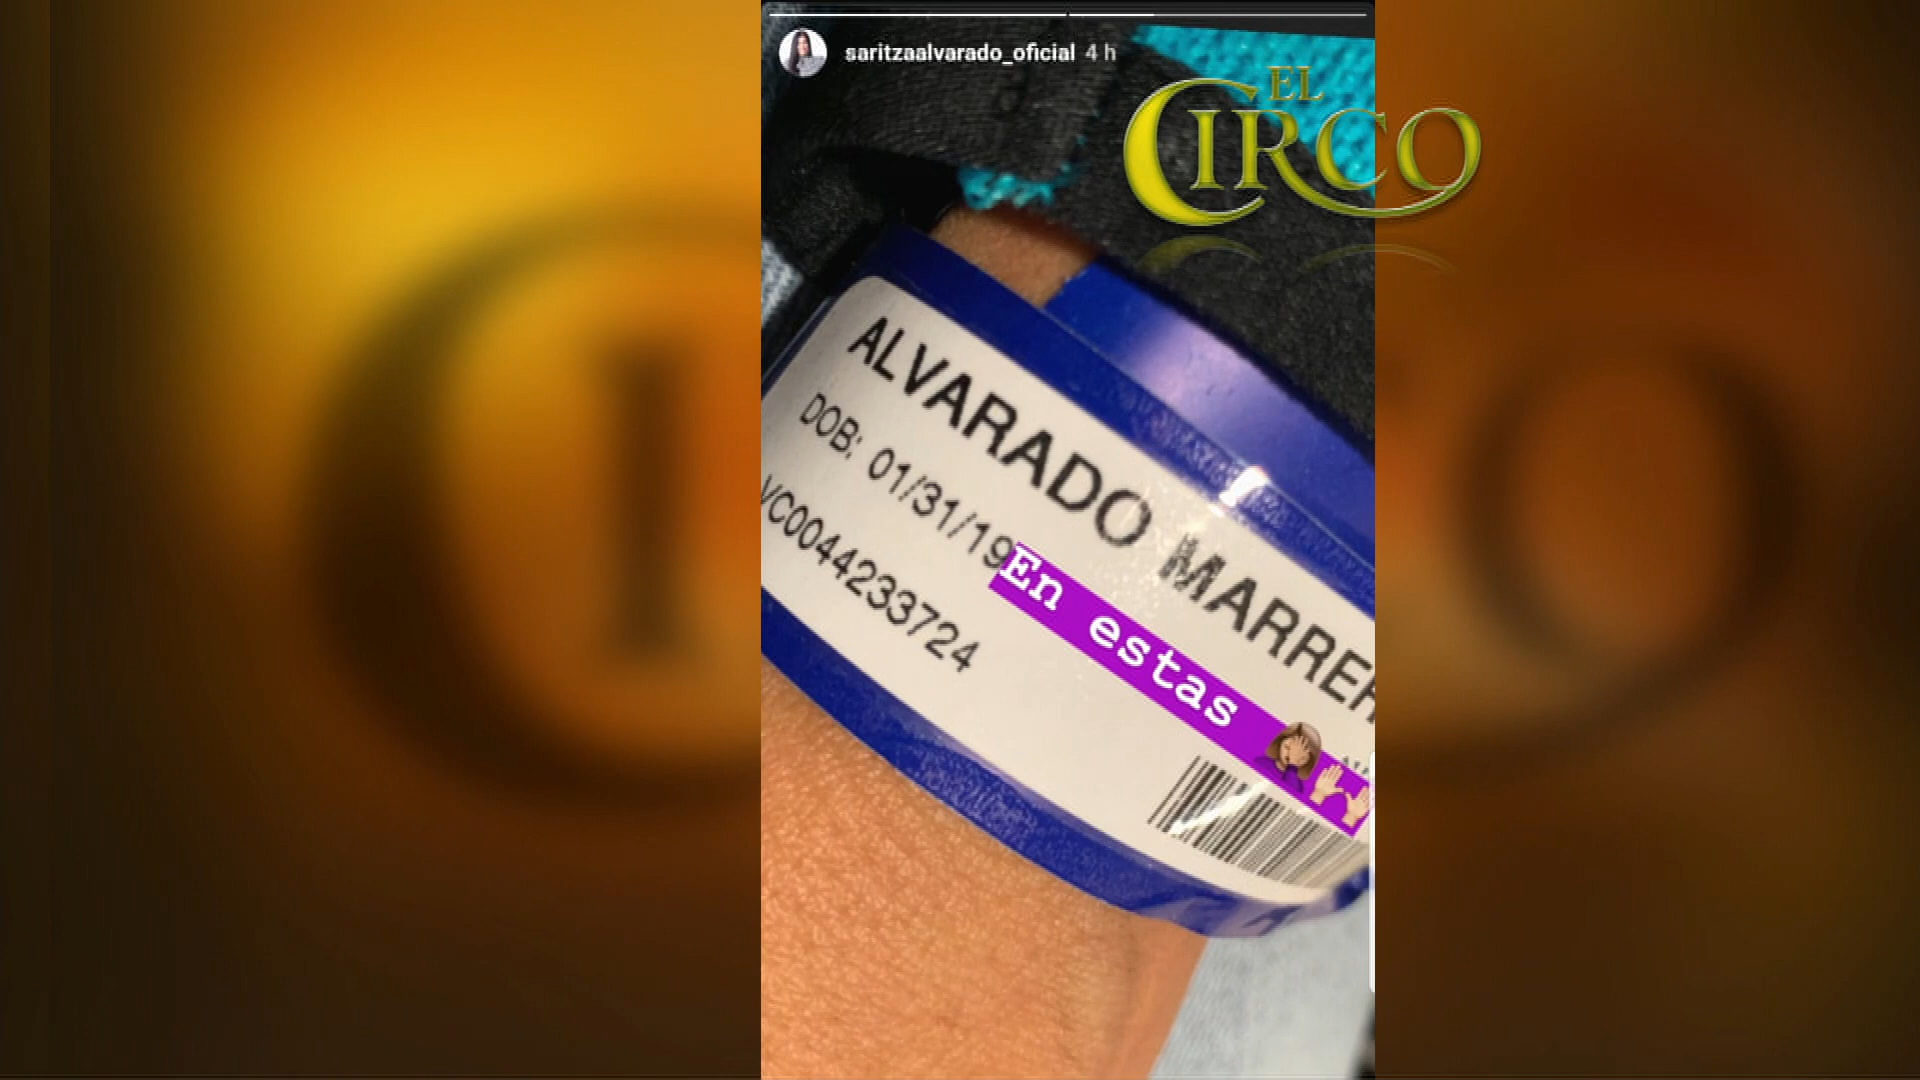 saritzaalvarado_oficial 4 h
EL
CIRCO
ALVARADO MARRER
DOB: 01/31/19
VC0044233724
En estas